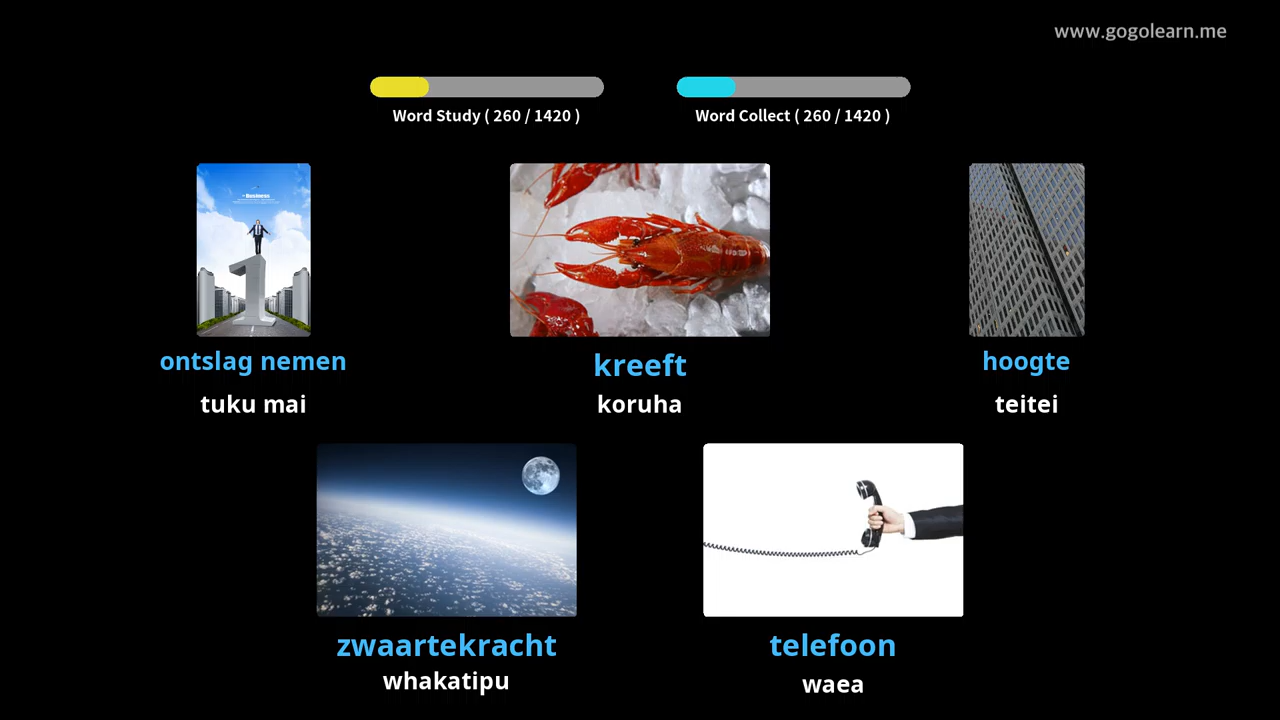 www.gogolearn.me
Word Study ( 260 / 1420 )
Word Collect ( 260 / 1420 )
Business
ontslag nemen
tuku mai
kreeft
koruha
hoogte
teitei
zwaartekracht
whakatipu
telefoon
waea